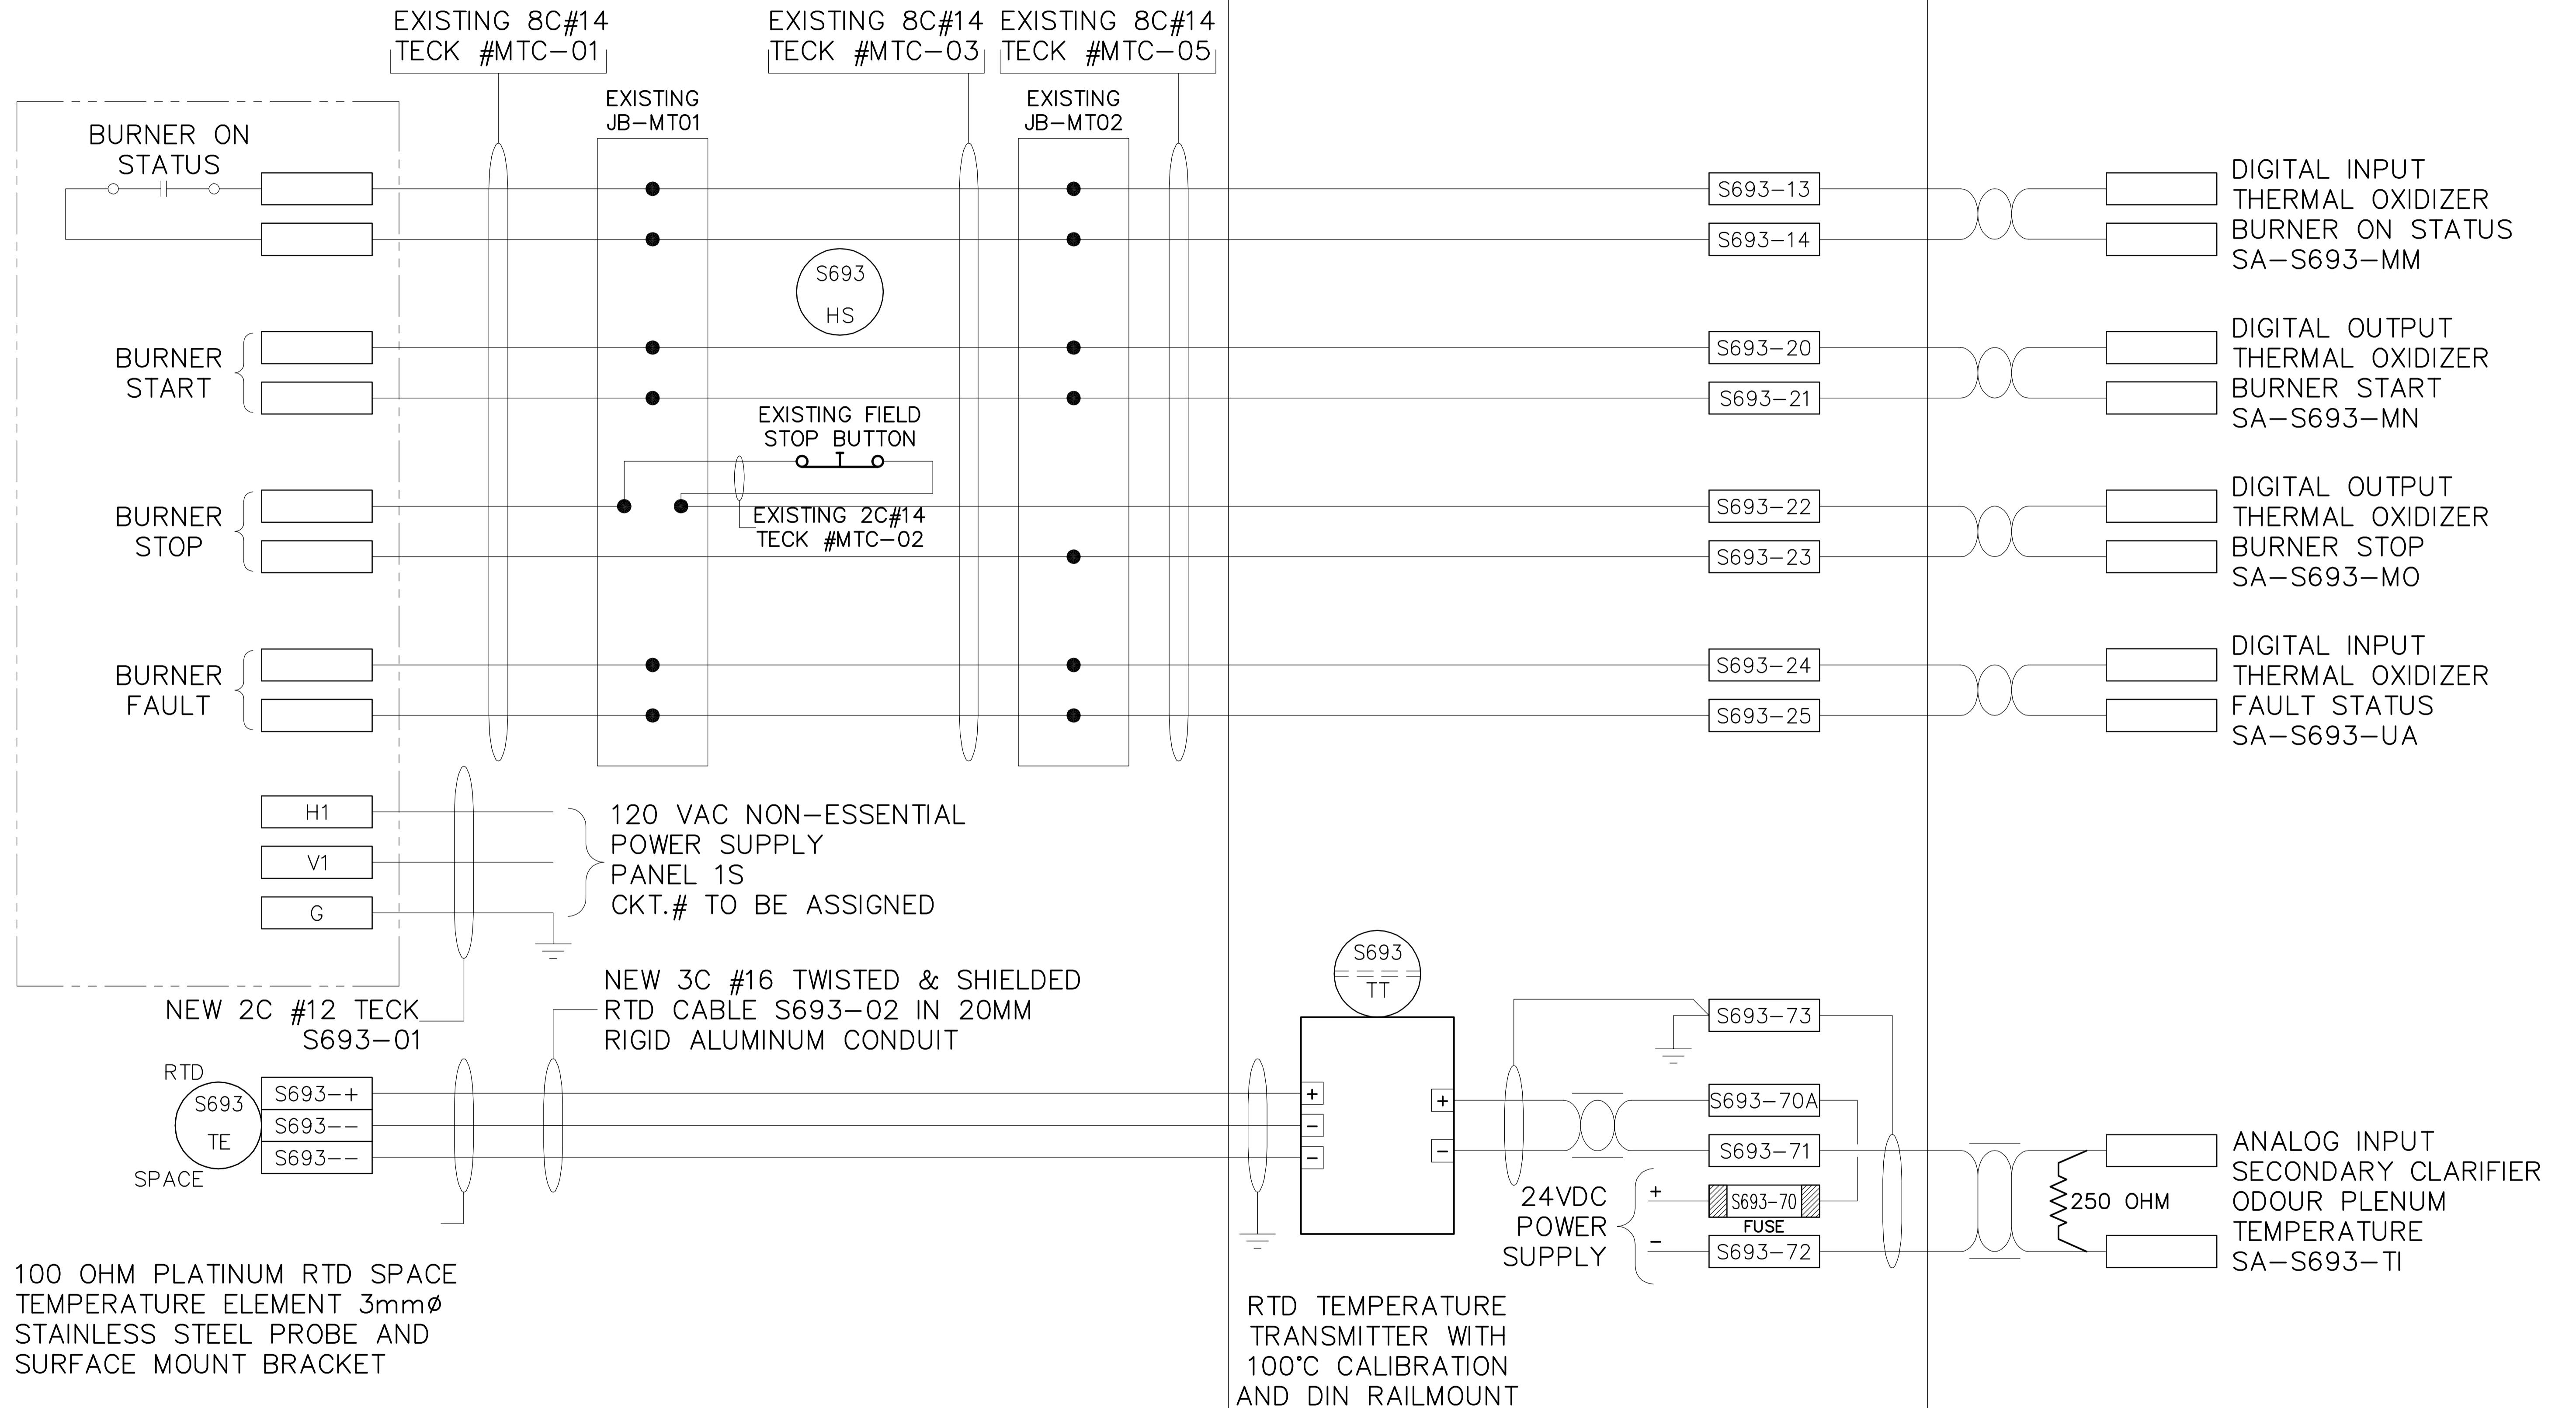 EXISTING 8C#14
TECK #MTC-01
EXISTING 8C#14
TECK #MTC-03
EXISTING 8C#14
TECK #MTC-05
EXISTING
JB-MT01
EXISTING
JB-MT02
BURNER ON
STATUS
S693-13
S693-14
DIGITAL INPUT
THERMAL OXIDIZER
BURNER ON STATUS
SA-S693-MM
S693
HS
BURNER
START
S693-20
S693-21
DIGITAL OUTPUT
THERMAL OXIDIZER
BURNER START
SA-S693-MN
EXISTING FIELD
STOP BUTTON
BURNER
STOP
EXISTING 2C#14
TECK #MTC-02
S693-22
S693-23
DIGITAL OUTPUT
THERMAL OXIDIZER
BURNER STOP
SA-S693-MO
BURNER
FAULT
S693-24
S693-25
DIGITAL INPUT
THERMAL OXIDIZER
FAULT STATUS
SA-S693-UA
H1
V1
G
120 VAC NON-ESSENTIAL
POWER SUPPLY
PANEL 1S
CKT.# TO BE ASSIGNED
NEW 2C #12 TECK
S693-01
NEW 3C #16 TWISTED & SHIELDED
RTD CABLE S693-02 IN 20MM
RIGID ALUMINUM CONDUIT
RTD
S693
TE
SPACE
S693-+
S693--
S693--
S693
TT
+
-
-
+
-
S693-73
S693-70A
S693-71
S693-70
FUSE
S693-72
24VDC
POWER
SUPPLY
+
-
250 OHM
ANALOG INPUT
SECONDARY CLARIFIER
ODOUR PLENUM
TEMPERATURE
SA-S693-TI
100 OHM PLATINUM RTD SPACE
TEMPERATURE ELEMENT 3mmø
STAINLESS STEEL PROBE AND
SURFACE MOUNT BRACKET
RTD TEMPERATURE
TRANSMITTER WITH
100°C CALIBRATION
AND DIN RAILMOUNT